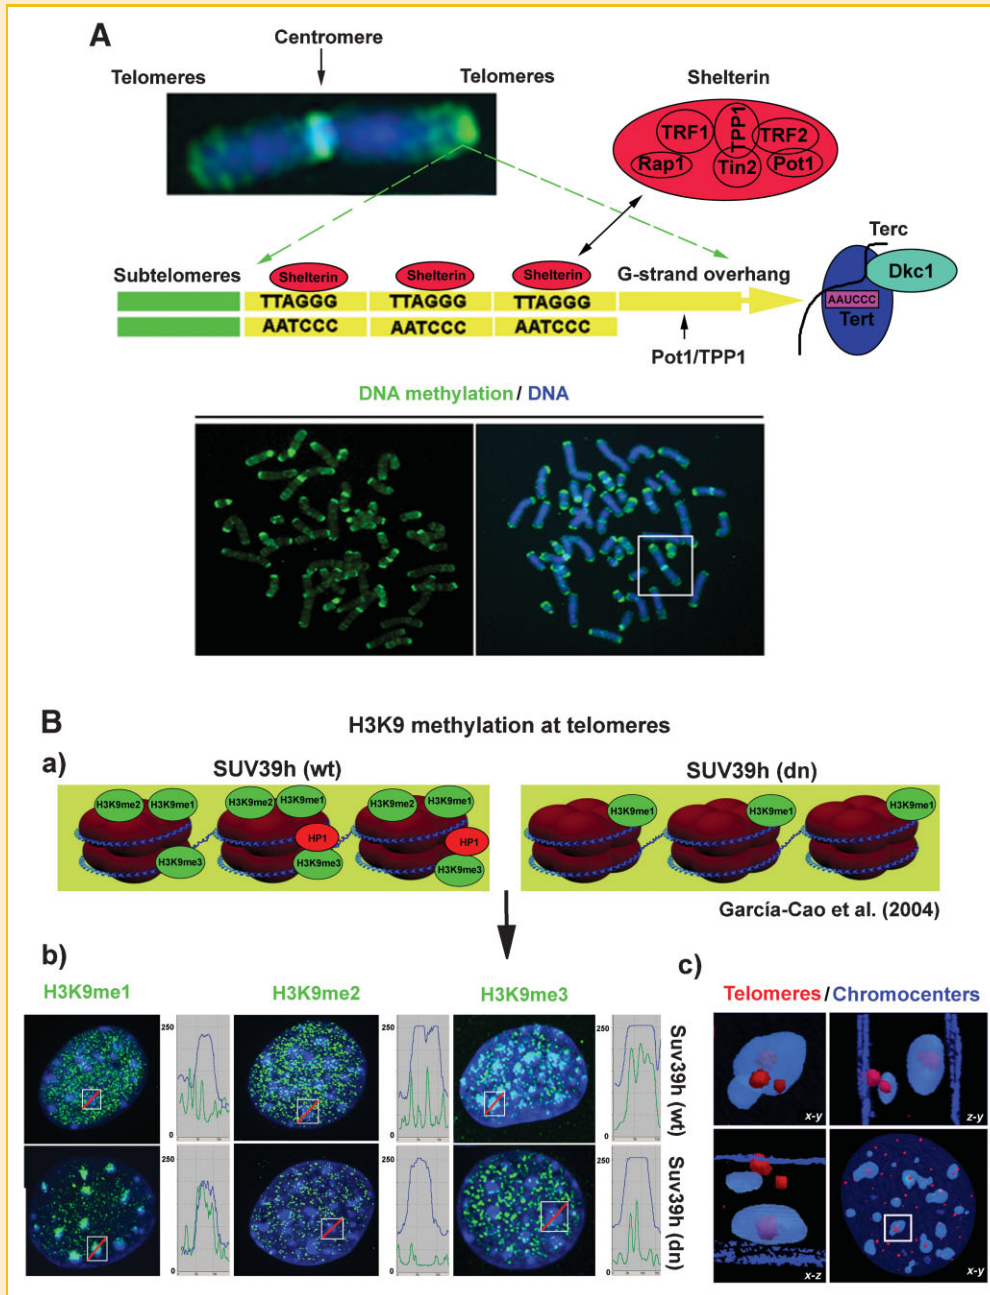 A
Centromere
Telomeres
Telomeres
Shelterin
TRF1
TPP1
TRF2
Rap1
Tin2
Pot1
Terc
Subtelomeres
Shelterin
Shelterin
Shelterin
G-strand overhang
Dkc1
TTAGGG
TTAGGG
TTAGGG
AAUCCC
AATCCC
AATCCC
AATCCC
Tert
Pot1/TPP1
DNA methylation / DNA
B
H3K9 methylation at telomeres
a)
SUV39h (wt)
SUV39h (dn)
H3K9me2
H3K9me1
H3K9me2
H3K9me1
H3K9me2
H3K9me1
HP1
HP1
H3K9me3
H3K9me3
H3K9me3
H3K9me1
H3K9me1
H3K9me1
García-Cao et al. (2004)
b)
H3K9me1
H3K9me2
H3K9me3
250
250
250
0
0
0
Suv39h (wt)
250
250
250
0
0
0
Suv39h (dn)
c)
Telomeres / Chromocenters
x-y
z-y
x-z
x-y